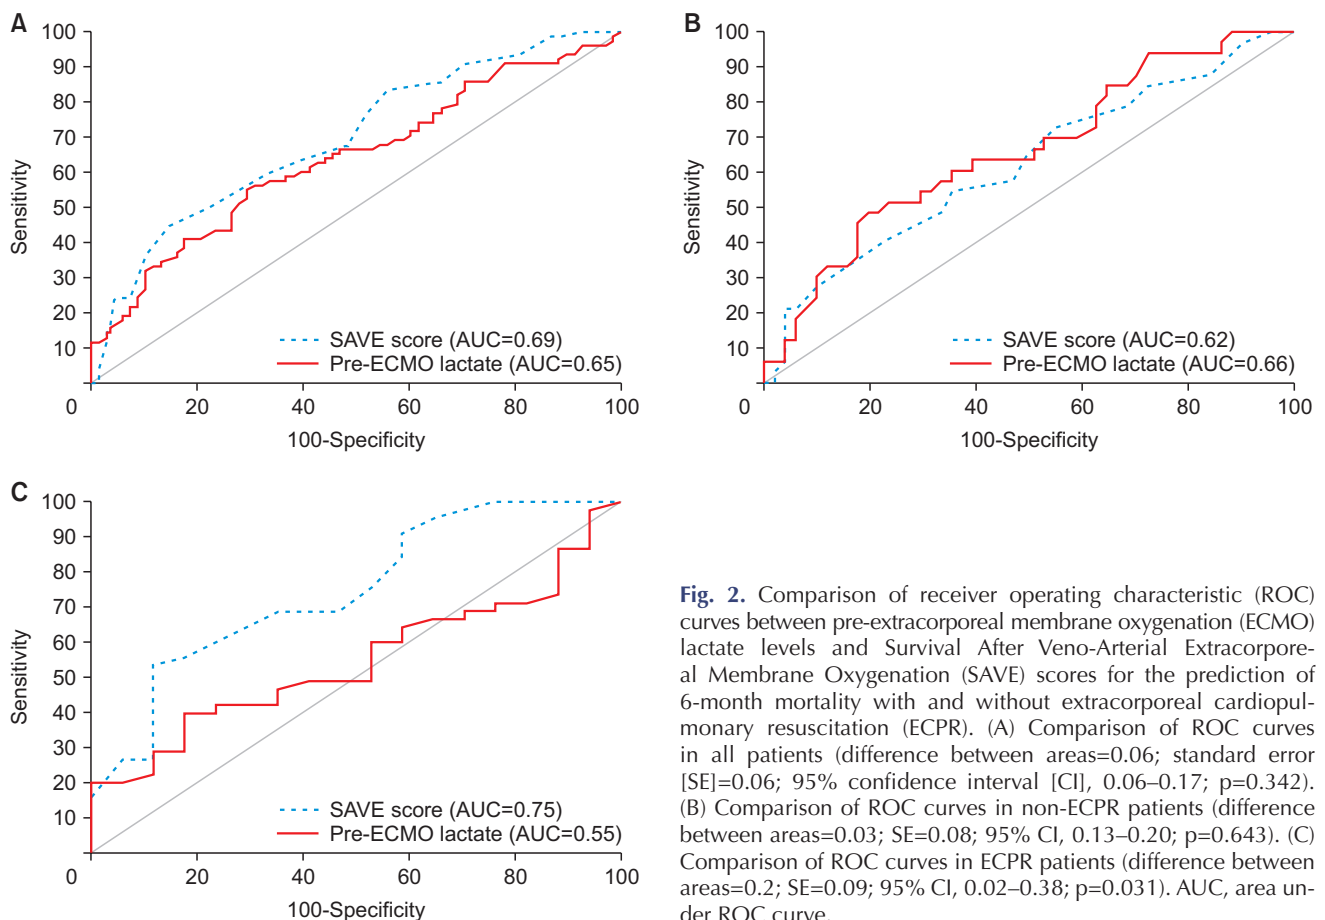 A
100
90
80
70
60
50
40
30
20
10
0
20
40
60
80
100
Sensitivity
100-Specificity
SAVE score (AUC=0.69)
Pre-ECMO lactate (AUC=0.65)
B
100
90
80
70
60
50
40
30
20
10
0
20
40
60
80
100
Sensitivity
100-Specificity
SAVE score (AUC=0.62)
Pre-ECMO lactate (AUC=0.66)
C
100
90
80
70
60
50
40
30
20
10
0
20
40
60
80
100
Sensitivity
100-Specificity
SAVE score (AUC=0.75)
Pre-ECMO lactate (AUC=0.55)
Fig. 2. Comparison of receiver operating characteristic (ROC)
curves between pre-extracorporeal membrane oxygenation (ECMO)
lactate levels and Survival After Veno-Arterial Extracorpore-
al Membrane Oxygenation (SAVE) scores for the prediction of
6-month mortality with and without extracorporeal cardiopul-
monary resuscitation (ECPR). (A) Comparison of ROC curves
in all patients (difference between areas=0.06; standard error
[SE]=0.06; 95% confidence interval [CI], 0.06–0.17; p=0.342).
(B) Comparison of ROC curves in non-ECPR patients (difference
between areas=0.03; SE=0.08; 95% CI, 0.13–0.20; p=0.643). (C)
Comparison of ROC curves in ECPR patients (difference between
areas=0.2; SE=0.09; 95% CI, 0.02–0.38; p=0.031). AUC, area un-
der ROC curve.